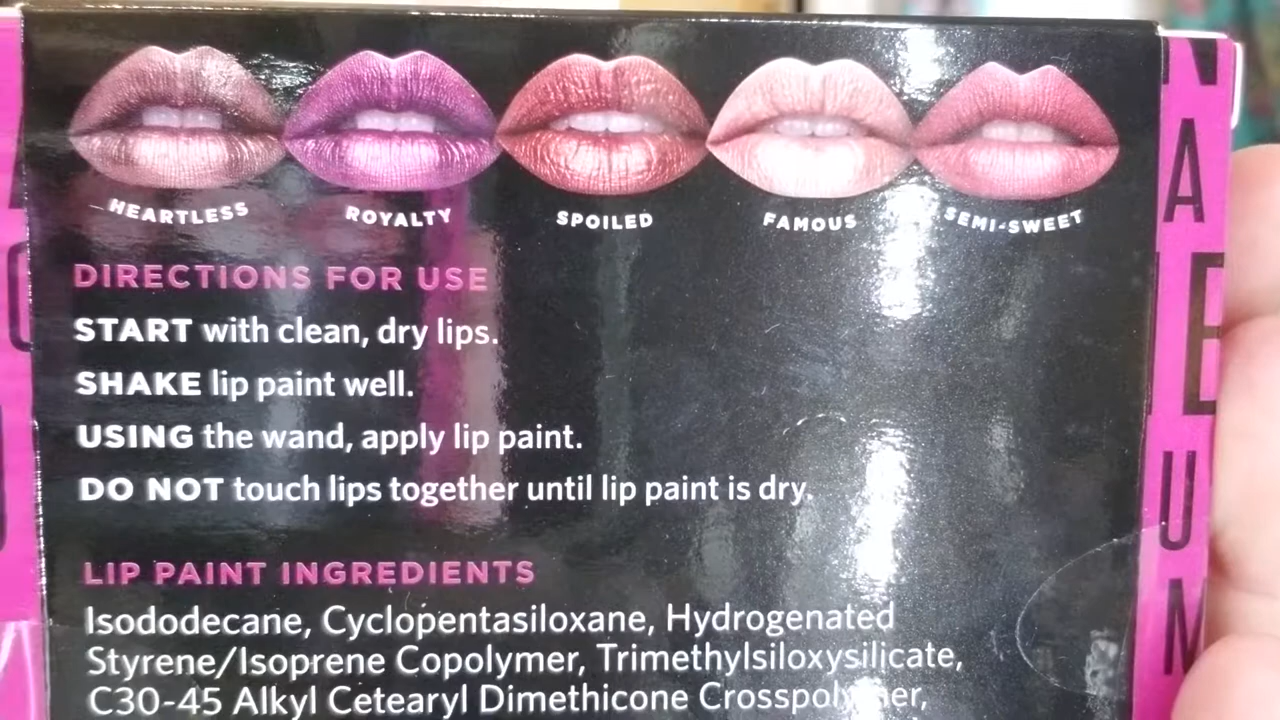 HEARTLESS ROYALTY SPOILED FAMOUS SEMI-SWEET
DIRECTIONS FOR USE
START with clean, dry lips.
SHAKE lip paint well.
USING the wand, apply lip paint.
DO NOT touch lips together until lip paint is dry.
LIP PAINT INGREDIENTS
Isododecane, Cyclopentasiloxane, Hydrogenated
Styrene/Isoprene Copolymer, Trimethylsiloxysilicate,
C30-45 Alkyl Cetearyl Dimethicone Crosspolymer,